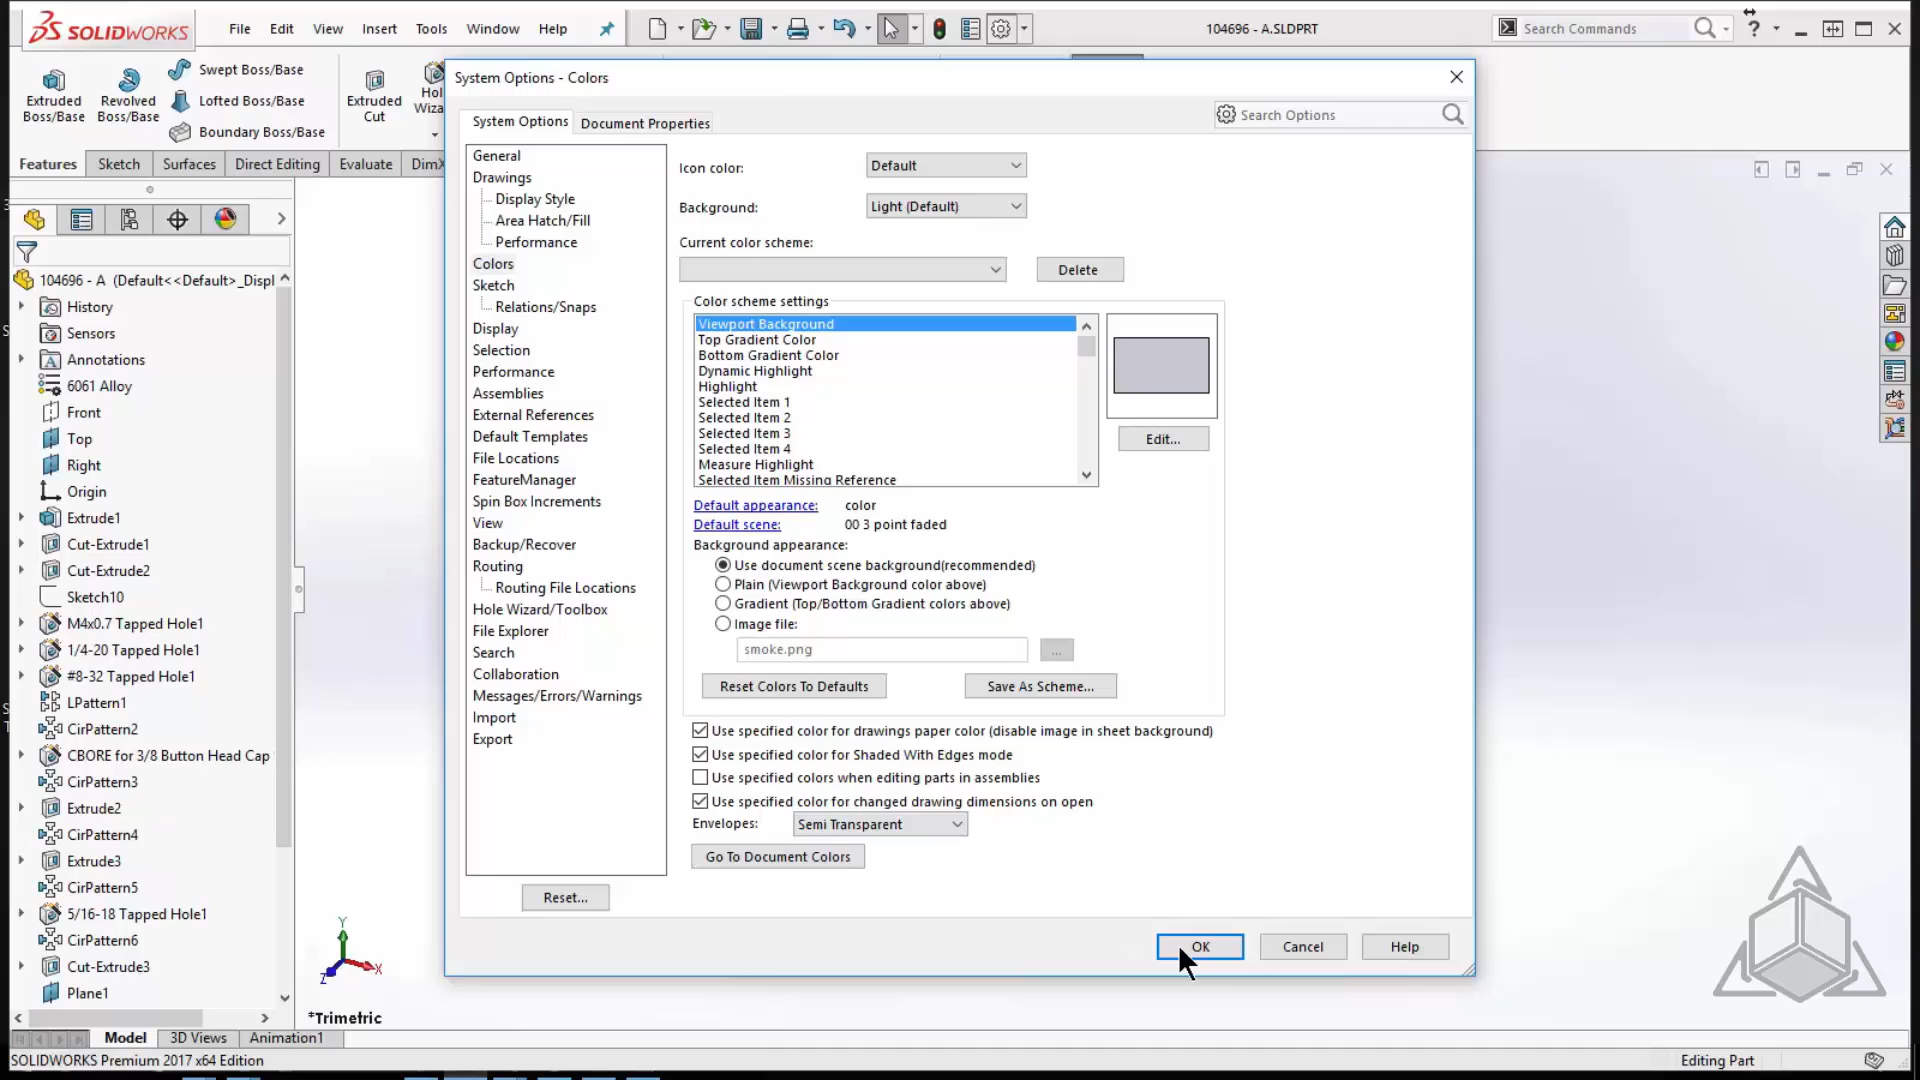 SOLIDWORKS
File Edit View Insert Tools Window Help
104696 - A.SLDPRT
Search Commands
?
Extruded Boss/Base
Revolved Boss/Base
Swept Boss/Base
Lofted Boss/Base
Boundary Boss/Base
Extruded Cut
Features Sketch Surfaces Direct Editing Evaluate
104696 - A (Default<<Default>_Displ
History
Sensors
Annotations
6061 Alloy
Front
Top
Right
Origin
Extrude1
Cut-Extrude1
Cut-Extrude2
Sketch10
M4x0.7 Tapped Hole1
1/4-20 Tapped Hole1
#8-32 Tapped Hole1
LPattern1
CirPattern2
CBORE for 3/8 Button Head Cap
CirPattern3
Extrude2
CirPattern4
Extrude3
CirPattern5
5/16-18 Tapped Hole1
CirPattern6
Cut-Extrude3
Plane1
System Options - Colors
System Options Document Properties
Search Options
General
Drawings
Display Style
Area Hatch/Fill
Performance
Colors
Sketch
Relations/Snaps
Display
Selection
Performance
Assemblies
External References
Default Templates
File Locations
FeatureManager
Spin Box Increments
View
Backup/Recover
Routing
Routing File Locations
Hole Wizard/Toolbox
File Explorer
Search
Collaboration
Messages/Errors/Warnings
Import
Export
Reset...
Icon color: Default
Background: Light (Default)
Current color scheme:
Delete
Color scheme settings
Viewport Background
Top Gradient Color
Bottom Gradient Color
Dynamic Highlight
Highlight
Selected Item 1
Selected Item 2
Selected Item 3
Selected Item 4
Measure Highlight
Selected Item Missing Reference
Edit...
Default appearance: color
Default scene: 00 3 point faded
Background appearance:
Use document scene background(recommended)
Plain (Viewport Background color above)
Gradient (Top/Bottom Gradient colors above)
Image file:
smoke.png
...
Reset Colors To Defaults Save As Scheme...
Use specified color for drawings paper color (disable image in sheet background)
Use specified color for Shaded With Edges mode
Use specified colors when editing parts in assemblies
Use specified color for changed drawing dimensions on open
Envelopes: Semi Transparent
Go To Document Colors
OK Cancel Help
Y
X
Z
*Trimetric
Model 3D Views Animation1
SOLIDWORKS Premium 2017 x64 Edition
Editing Part